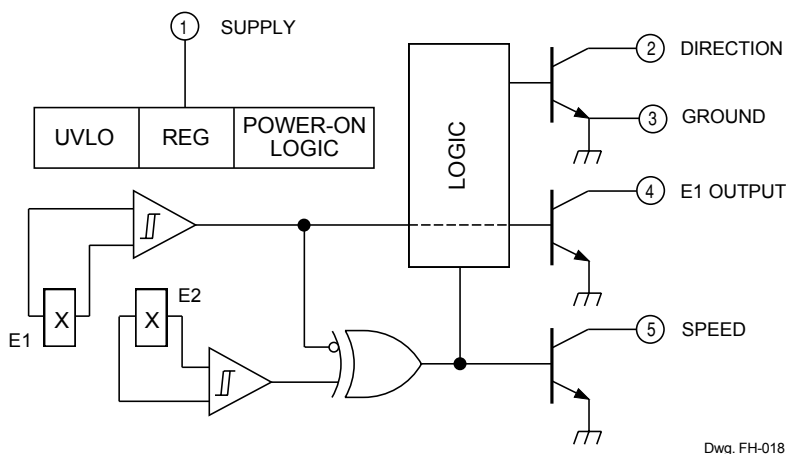 1 SUPPLY
2 DIRECTION
UVLO REG POWER-ON
LOGIC
LOGIC
3 GROUND
4 E1 OUTPUT
X
E2
E1
X
5 SPEED
Dwg. FH-018